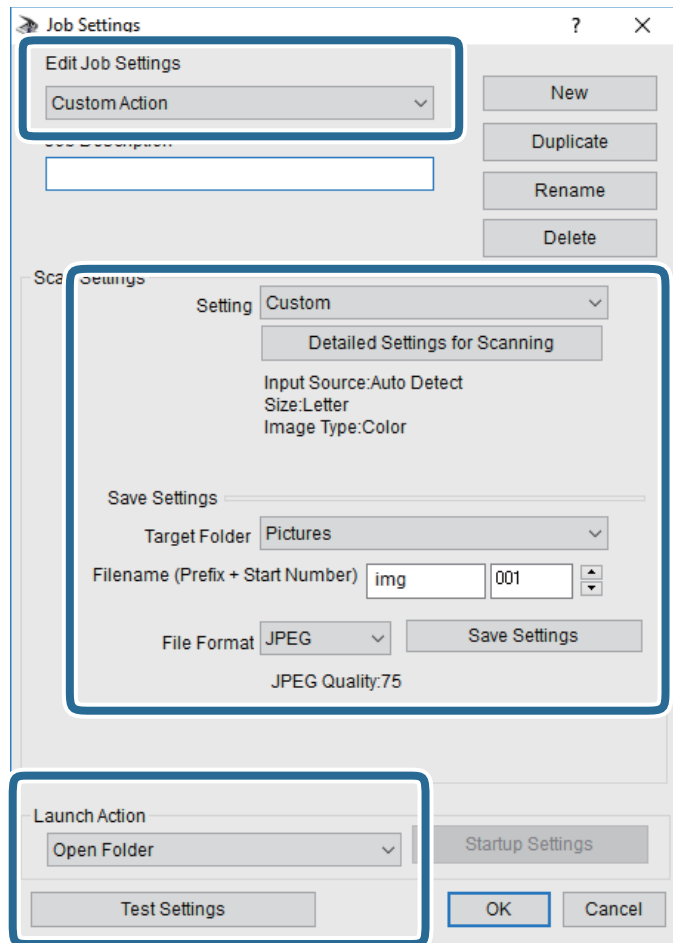 Job Settings
?
Edit Job Settings
Custom Action
New
Duplicate
Rename
Delete
Settings
Setting Custom
Detailed Settings for Scanning
Input Source:Auto Detect
Size:Letter
Image Type:Color
Save Settings
Target Folder Pictures
Filename (Prefix + Start Number) img 001
File Format JPEG Save Settings
JPEG Quality:75
Launch Action
Open Folder
Startup Settings
Test Settings
OK
Cancel